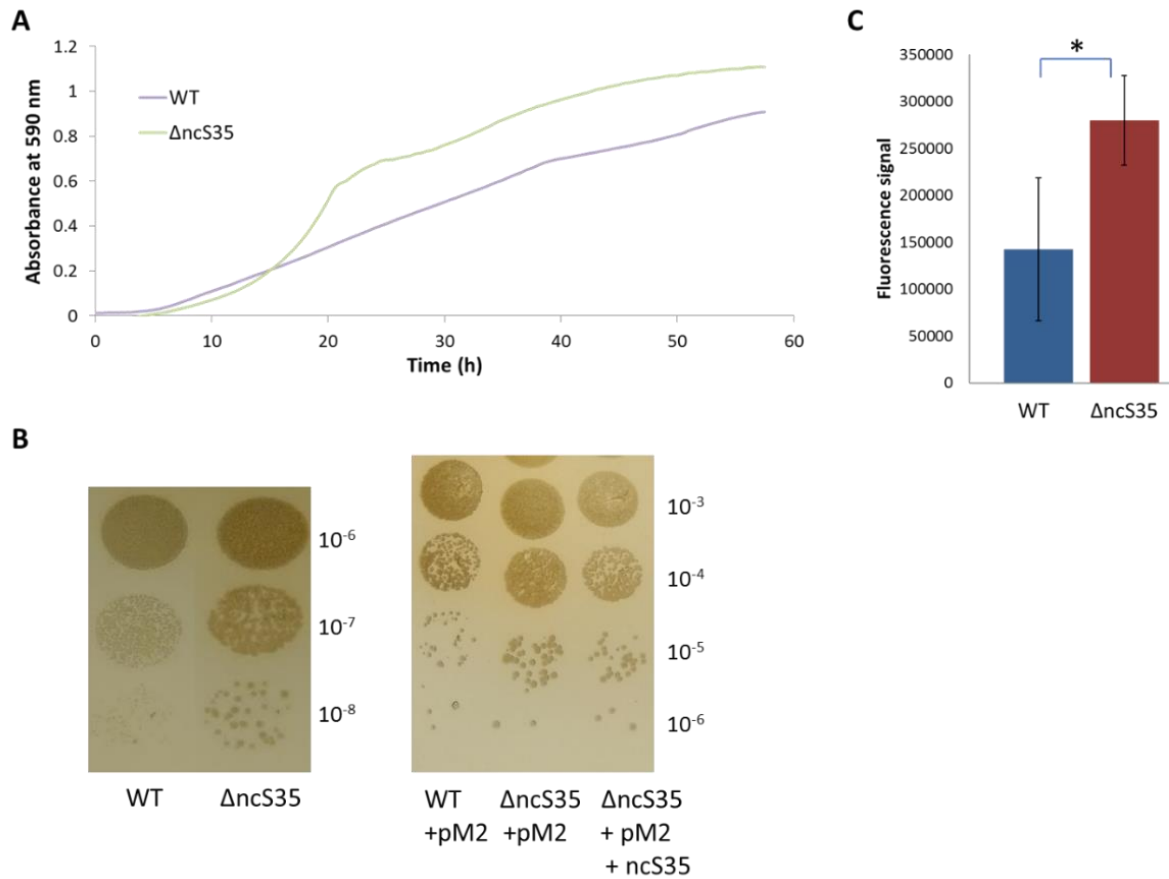 A
1.2
1
0.8
0.6
0.4
0.2
0
Absorbance at 590 nm
WT
ΔncS35
0 10 20 30 40 50 60
Time (h)
C
*
350000
300000
250000
200000
150000
100000
50000
0
Fluorescence signal
WT ΔncS35
B
10⁻⁶
10⁻⁷
10⁻⁸
WT ΔncS35
10⁻³
10⁻⁴
10⁻⁵
10⁻⁶
WT ΔncS35 ΔncS35
+pM2 +pM2 + pM2
+ ncS35